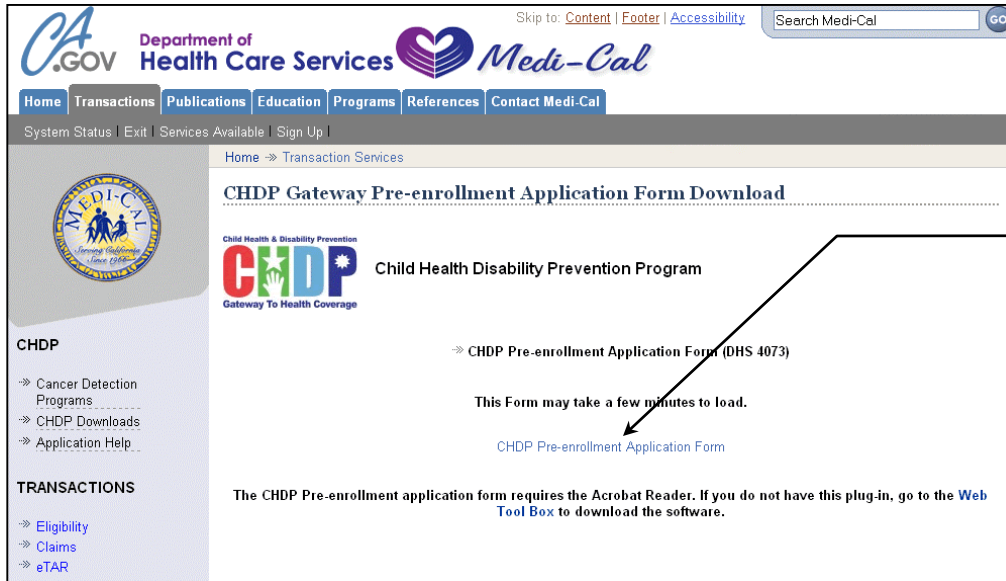 Skip to: Content | Footer | Accessibility
Search Medi-Cal
GO
CA
.GOV
Department of
Health Care Services
Medi-Cal
Home Transactions Publications Education Programs References Contact Medi-Cal
System Status | Exit | Services Available | Sign Up |
Home Transaction Services
MEDI-CAL
Serving California
Since 1966
CHDP Gateway Pre-enrollment Application Form Download
Child Health & Disability Prevention
CHDP
Gateway To Health Coverage
Child Health Disability Prevention Program
CHDP Pre-enrollment Application Form (DHS 4073)
This Form may take a few minutes to load.
CHDP Pre-enrollment Application Form
The CHDP Pre-enrollment application form requires the Acrobat Reader. If you do not have this plug-in, go to the Web
Tool Box to download the software.
CHDP
Cancer Detection
Programs
CHDP Downloads
Application Help
TRANSACTIONS
Eligibility
Claims
eTAR